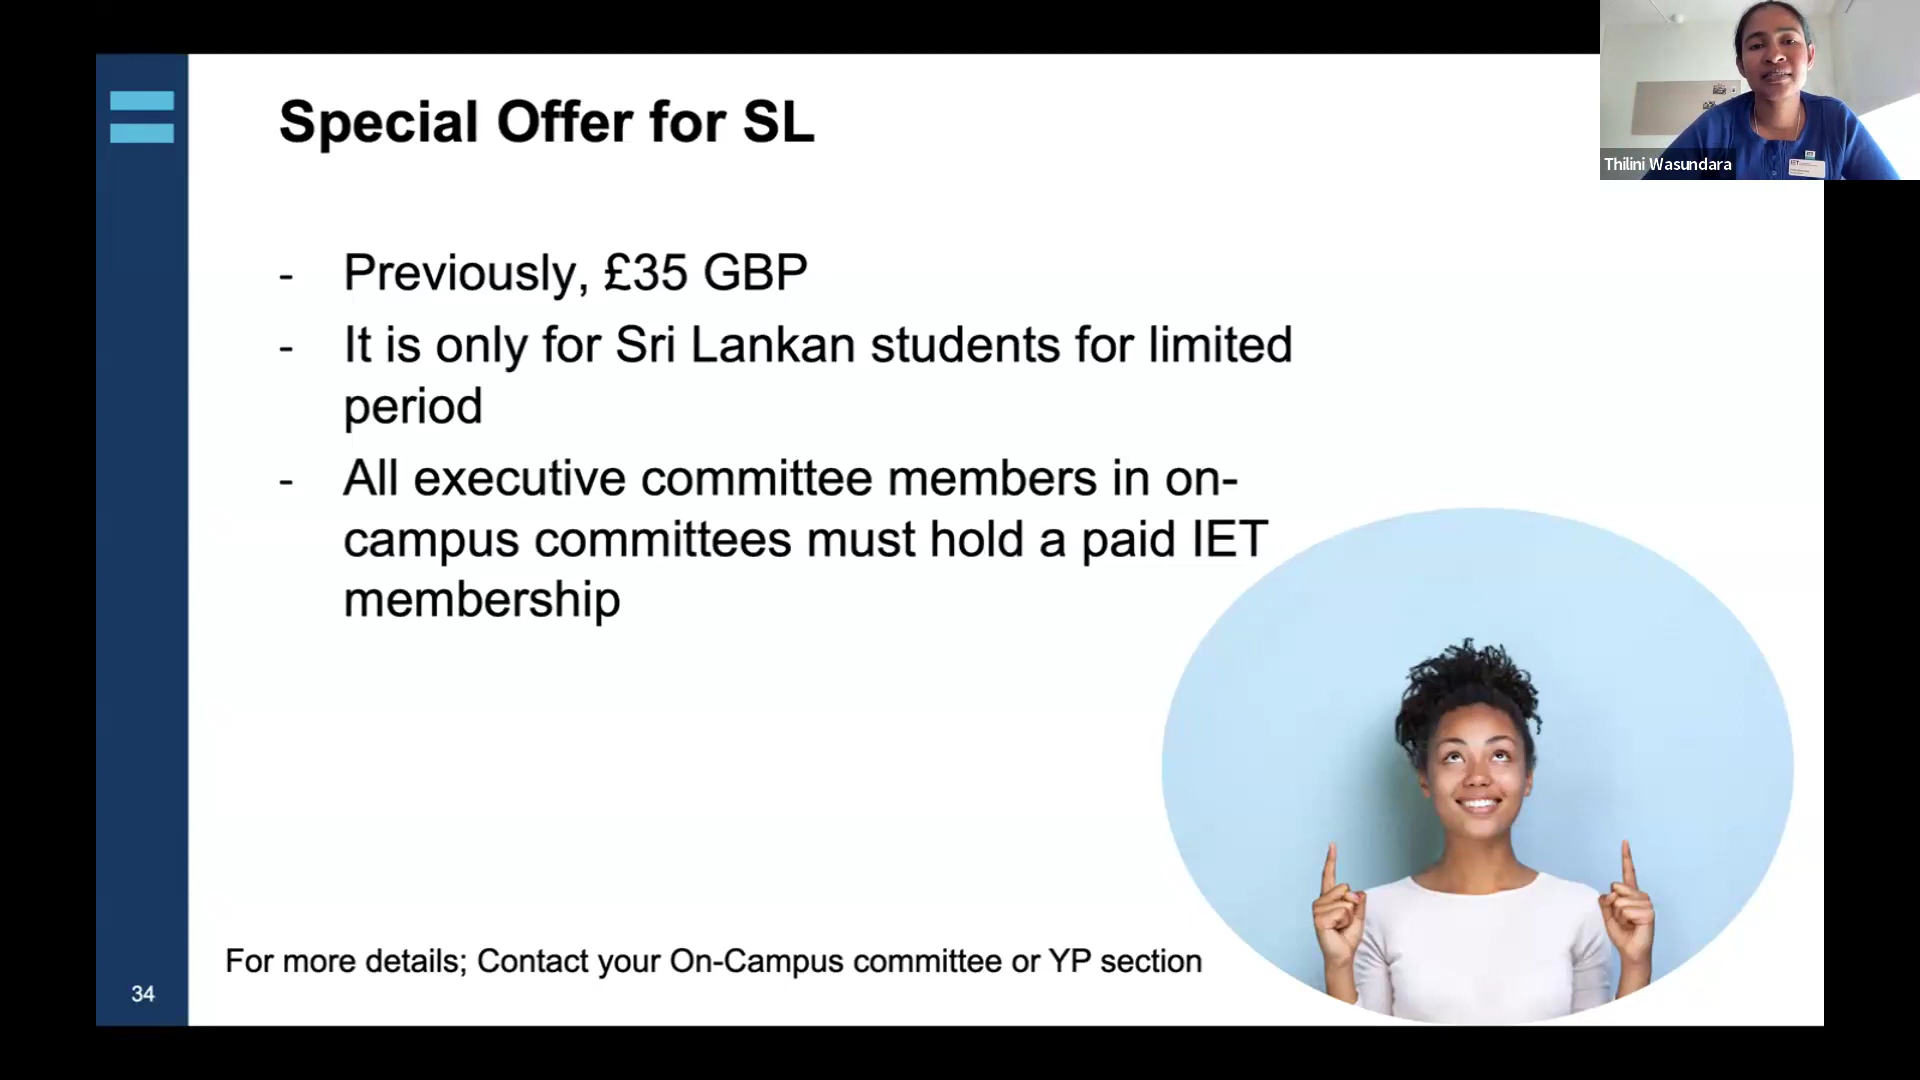 Special Offer for SL
Thilini Wasundara
- Previously, £35 GBP
- It is only for Sri Lankan students for limited
period
- All executive committee members in on-
campus committees must hold a paid IET
membership
For more details; Contact your On-Campus committee or YP section
34